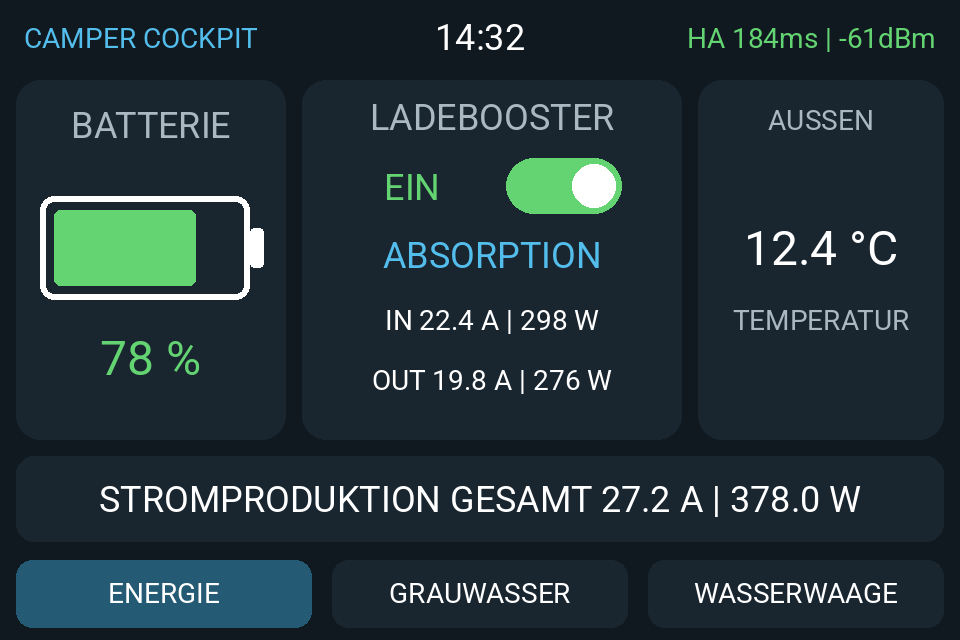 CAMPER COCKPIT
14:32
HA 184ms | -61dBm
BATTERIE
78 %
LADEBOOSTER
EIN
ABSORPTION
IN 22.4 A | 298 W
OUT 19.8 A | 276 W
AUSSEN
12.4 °C
TEMPERATUR
STROMPRODUKTION GESAMT 27.2 A | 378.0 W
ENERGIE
GRAUWASSER
WASSERWAAGE